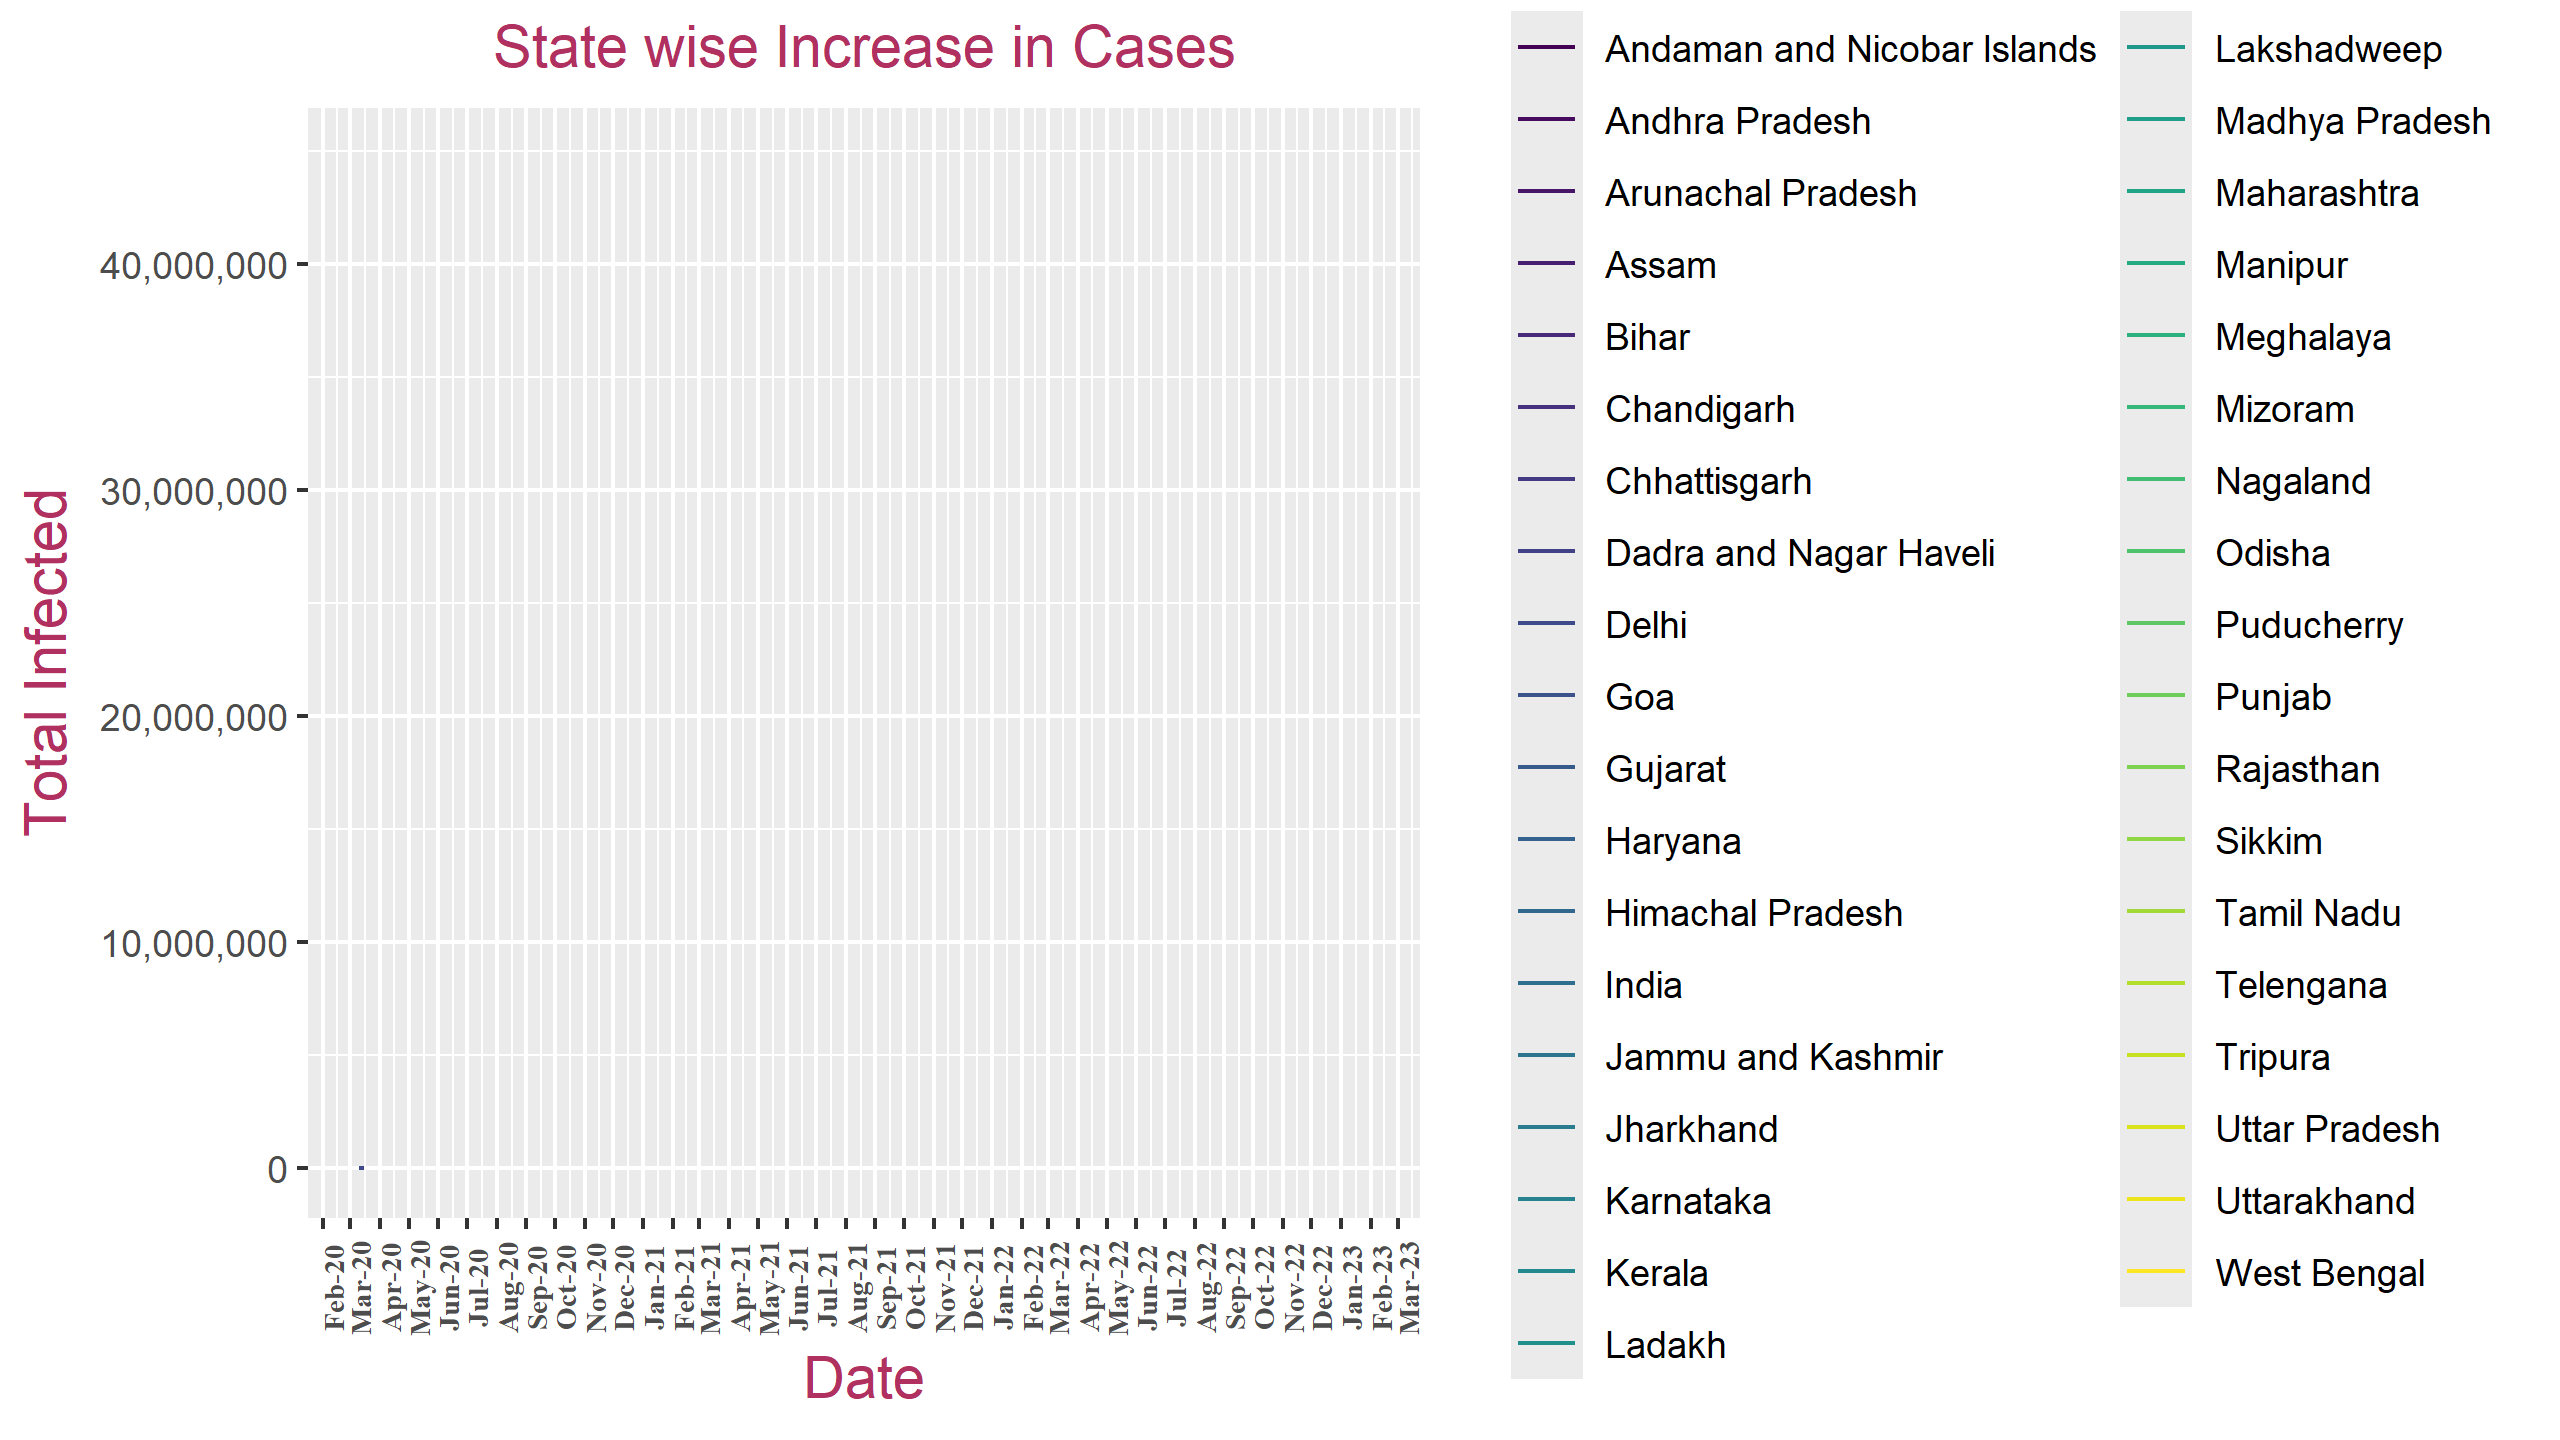 State wise Increase in Cases
Total Infected
40,000,000
30,000,000
20,000,000
10,000,000
0
Feb-20
Mar-20
Apr-20
May-20
Jun-20
Jul-20
Aug-20
Sep-20
Oct-20
Nov-20
Dec-20
Jan-21
Feb-21
Mar-21
Apr-21
May-21
Jun-21
Jul-21
Aug-21
Sep-21
Oct-21
Nov-21
Dec-21
Jan-22
Feb-22
Mar-22
Apr-22
May-22
Jun-22
Jul-22
Aug-22
Sep-22
Oct-22
Nov-22
Dec-22
Jan-23
Feb-23
Mar-23
Date
Andaman and Nicobar Islands
Andhra Pradesh
Arunachal Pradesh
Assam
Bihar
Chandigarh
Chhattisgarh
Dadra and Nagar Haveli
Delhi
Goa
Gujarat
Haryana
Himachal Pradesh
India
Jammu and Kashmir
Jharkhand
Karnataka
Kerala
Ladakh
Lakshadweep
Madhya Pradesh
Maharashtra
Manipur
Meghalaya
Mizoram
Nagaland
Odisha
Puducherry
Punjab
Rajasthan
Sikkim
Tamil Nadu
Telengana
Tripura
Uttar Pradesh
Uttarakhand
West Bengal